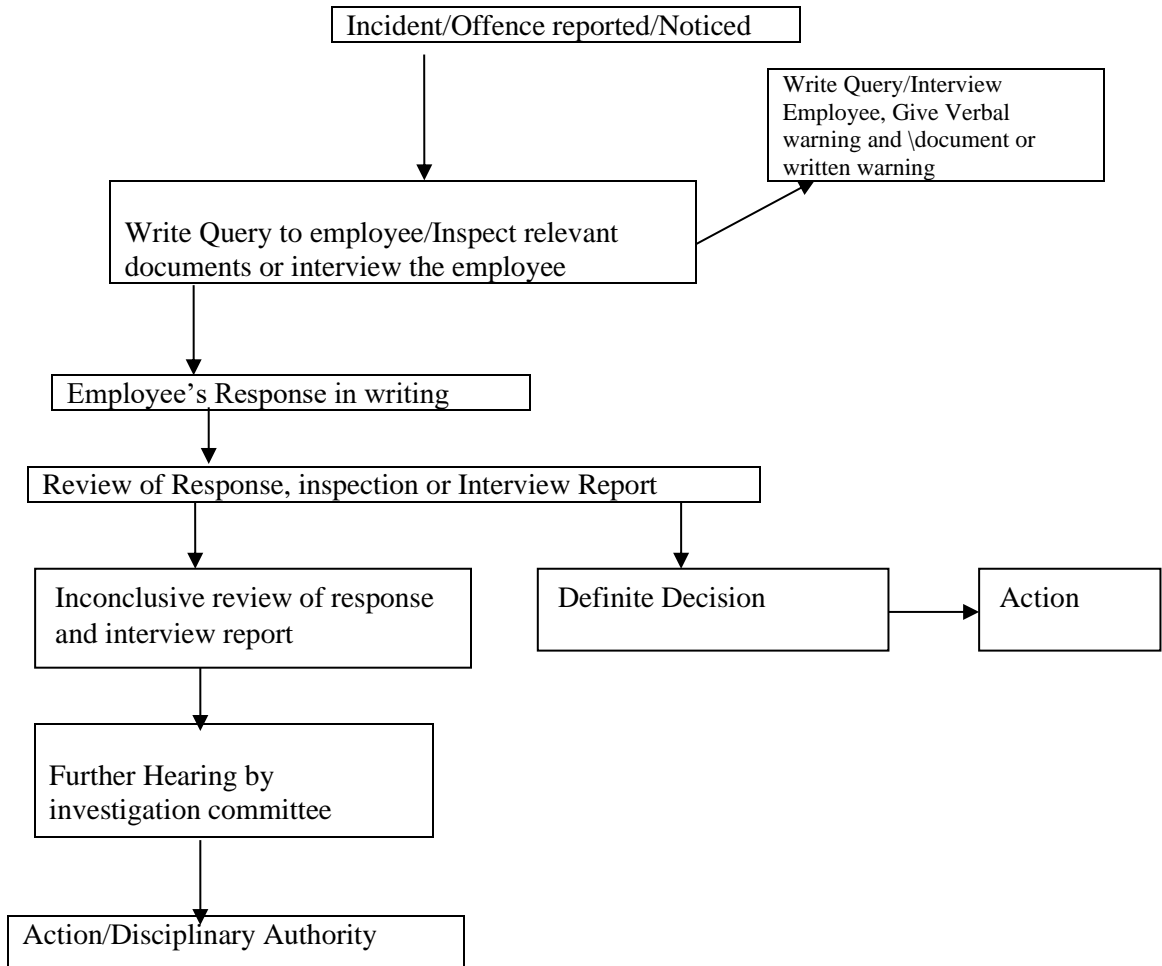 Incident/Offence reported/Noticed
Write Query/Interview
Employee, Give Verbal
warning and \document or
written warning
Write Query to employee/Inspect relevant
documents or interview the employee
Employee’s Response in writing
Review of Response, inspection or Interview Report
Inconclusive review of response
and interview report
Definite Decision
Action
Further Hearing by
investigation committee
Action/Disciplinary Authority